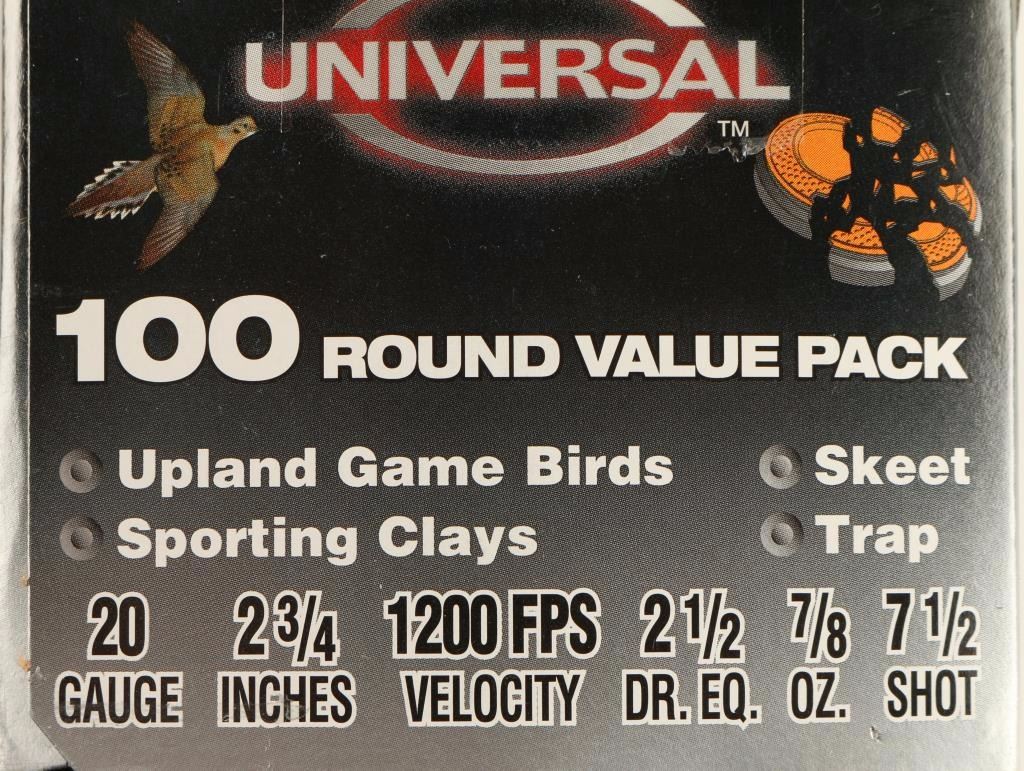 UNIVERSAL
TM
100 ROUND VALUE PACK
Upland Game Birds
Skeet
Sporting Clays
Trap
20 2 3/4 1200 FPS 2 1/2 7/8 7 1/2
GAUGE INCHES VELOCITY DR. EQ. OZ. SHOT